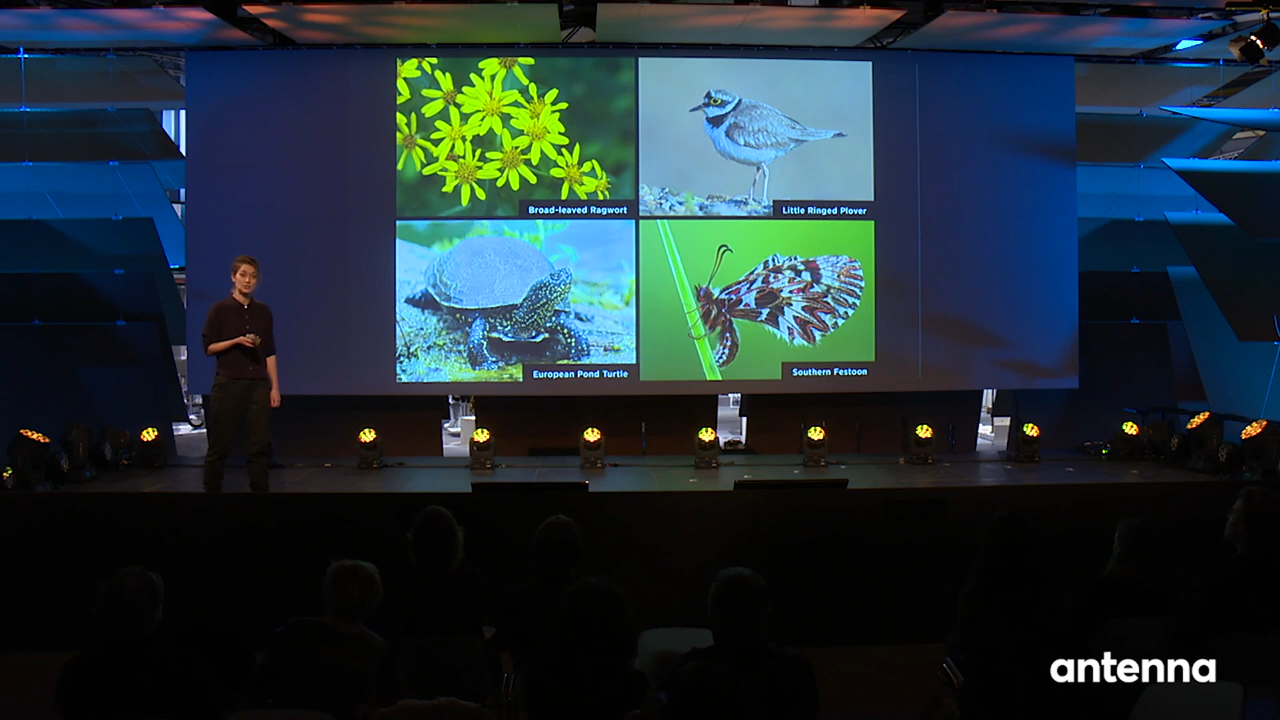 Broad-leaved Ragwort
Little Ringed Plover
European Pond Turtle
Southern Festoon
antenna